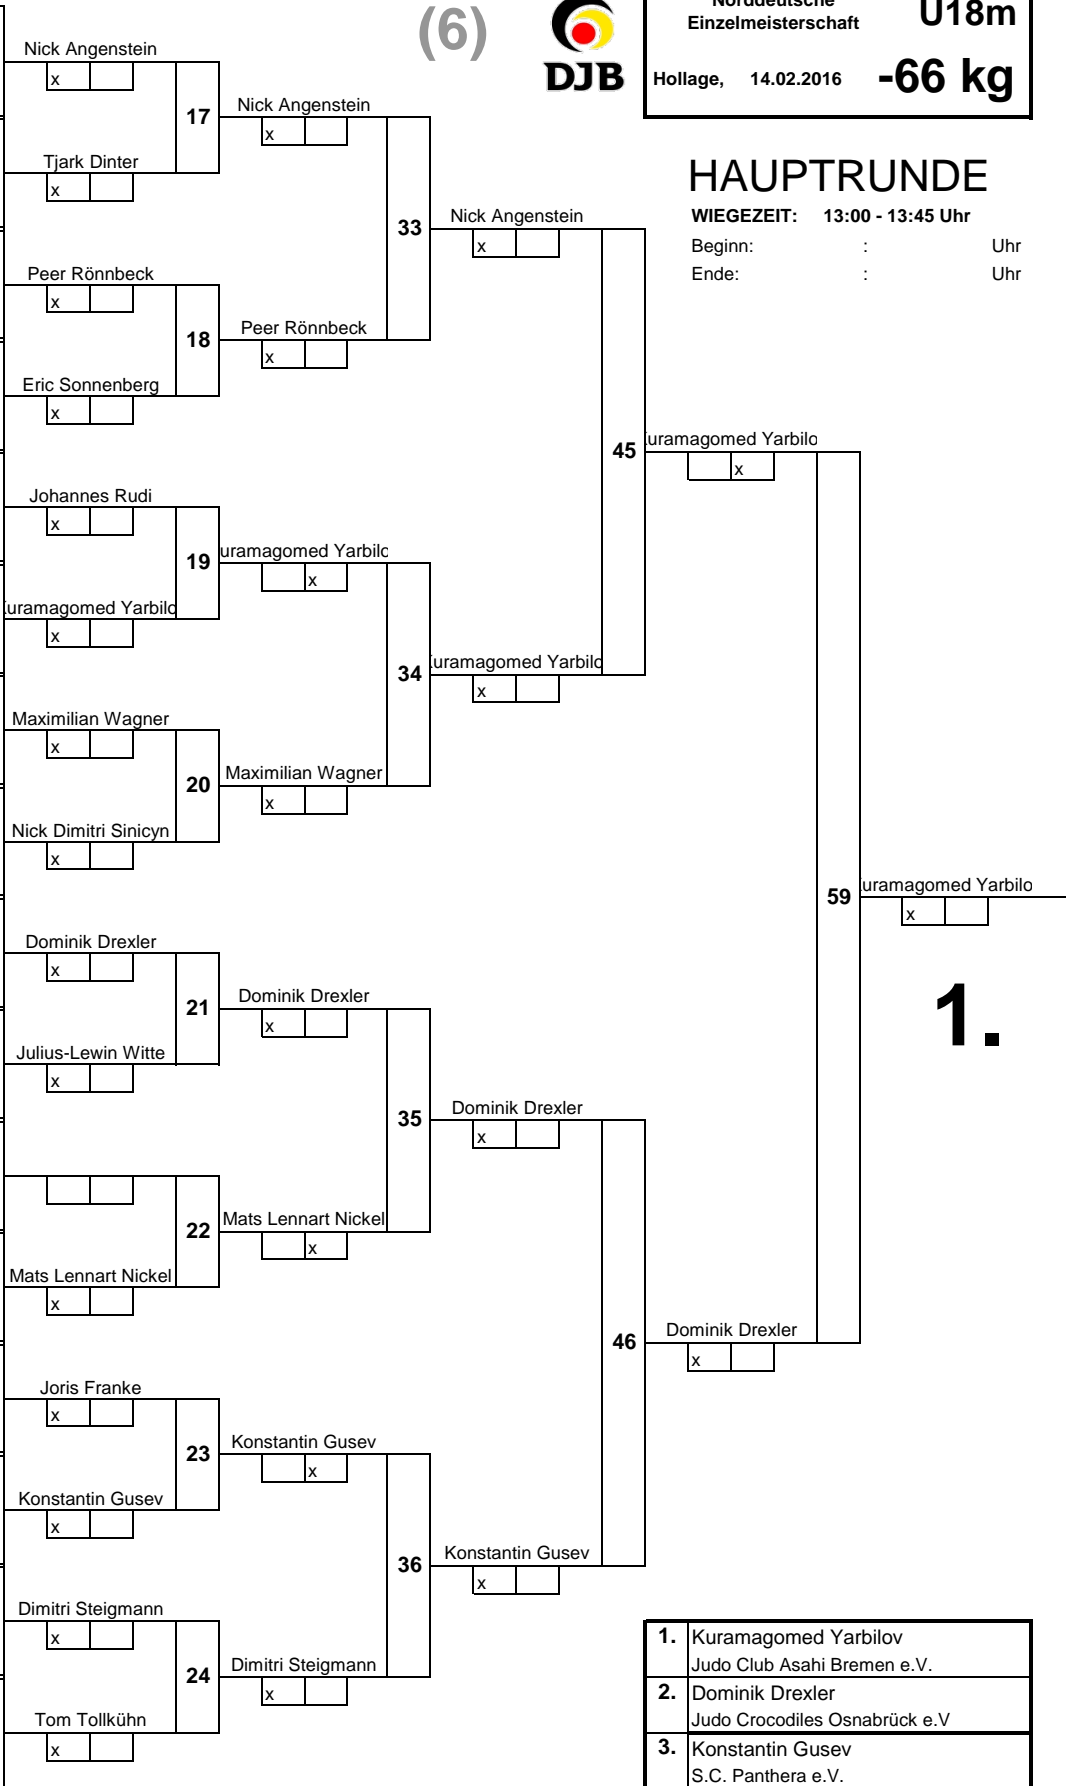 (6)
DJB
Norddeutsche
Einzelmeisterschaft
U18m
Hollage, 14.02.2016
-66 kg
HAUPTRUNDE
WIEGEZEIT: 13:00 - 13:45 Uhr
Beginn: : Uhr
Ende: : Uhr
Nick Angenstein
x
17
Tjark Dinter
x
Peer Rönnbeck
x
18
Eric Sonnenberg
x
Johannes Rudi
x
19
uramagomed Yarbilo
x
Maximilian Wagner
x
20
Nick Dimitri Sinicyn
x
Dominik Drexler
x
21
Julius-Lewin Witte
x
22
Mats Lennart Nickel
x
Joris Franke
x
23
Konstantin Gusev
x
Dimitri Steigmann
x
24
Tom Tollkühn
x
Nick Angenstein
x
33
Peer Rönnbeck
x
uramagomed Yarbilo
x
34
Maximilian Wagner
x
Dominik Drexler
x
35
Mats Lennart Nickel
x
Konstantin Gusev
x
36
Dimitri Steigmann
x
Nick Angenstein
x
45
uramagomed Yarbilo
x
Dominik Drexler
x
46
Konstantin Gusev
x
uramagomed Yarbilo
x
59
Dominik Drexler
x
uramagomed Yarbilo
x
1.
1. Kuramagomed Yarbilov
Judo Club Asahi Bremen e.V.
2. Dominik Drexler
Judo Crocodiles Osnabrück e.V
3. Konstantin Gusev
S.C. Panthera e.V.